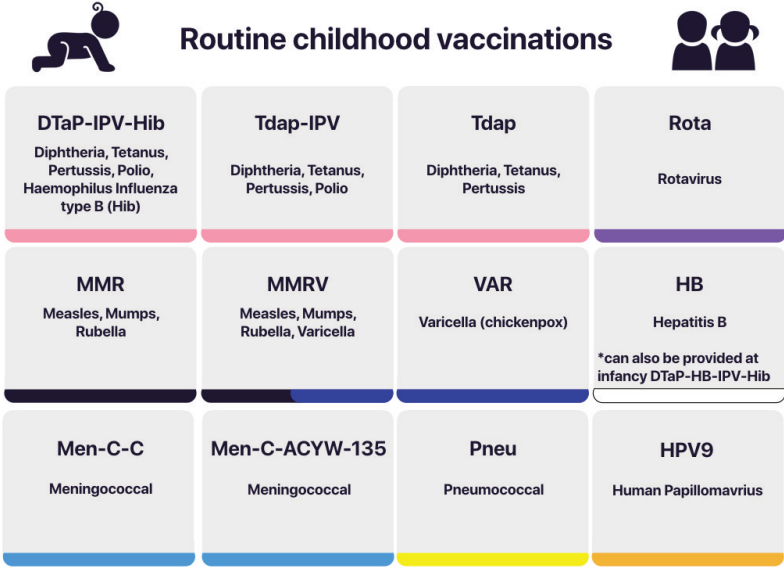 Routine childhood vaccinations
DTaP-IPV-Hib
Diphtheria, Tetanus,
Pertussis, Polio,
Haemophilus Influenza
type B (Hib)
Tdap-IPV
Diphtheria, Tetanus,
Pertussis, Polio
Tdap
Diphtheria, Tetanus,
Pertussis
Rota
Rotavirus
MMR
Measles, Mumps,
Rubella
MMRV
Measles, Mumps,
Rubella, Varicella
VAR
Varicella (chickenpox)
HB
Hepatitis B
*can also be provided at
infancy DTaP-HB-IPV-Hib
Men-C-C
Meningococcal
Men-C-ACYW-135
Meningococcal
Pneu
Pneumococcal
HPV9
Human Papillomavrius